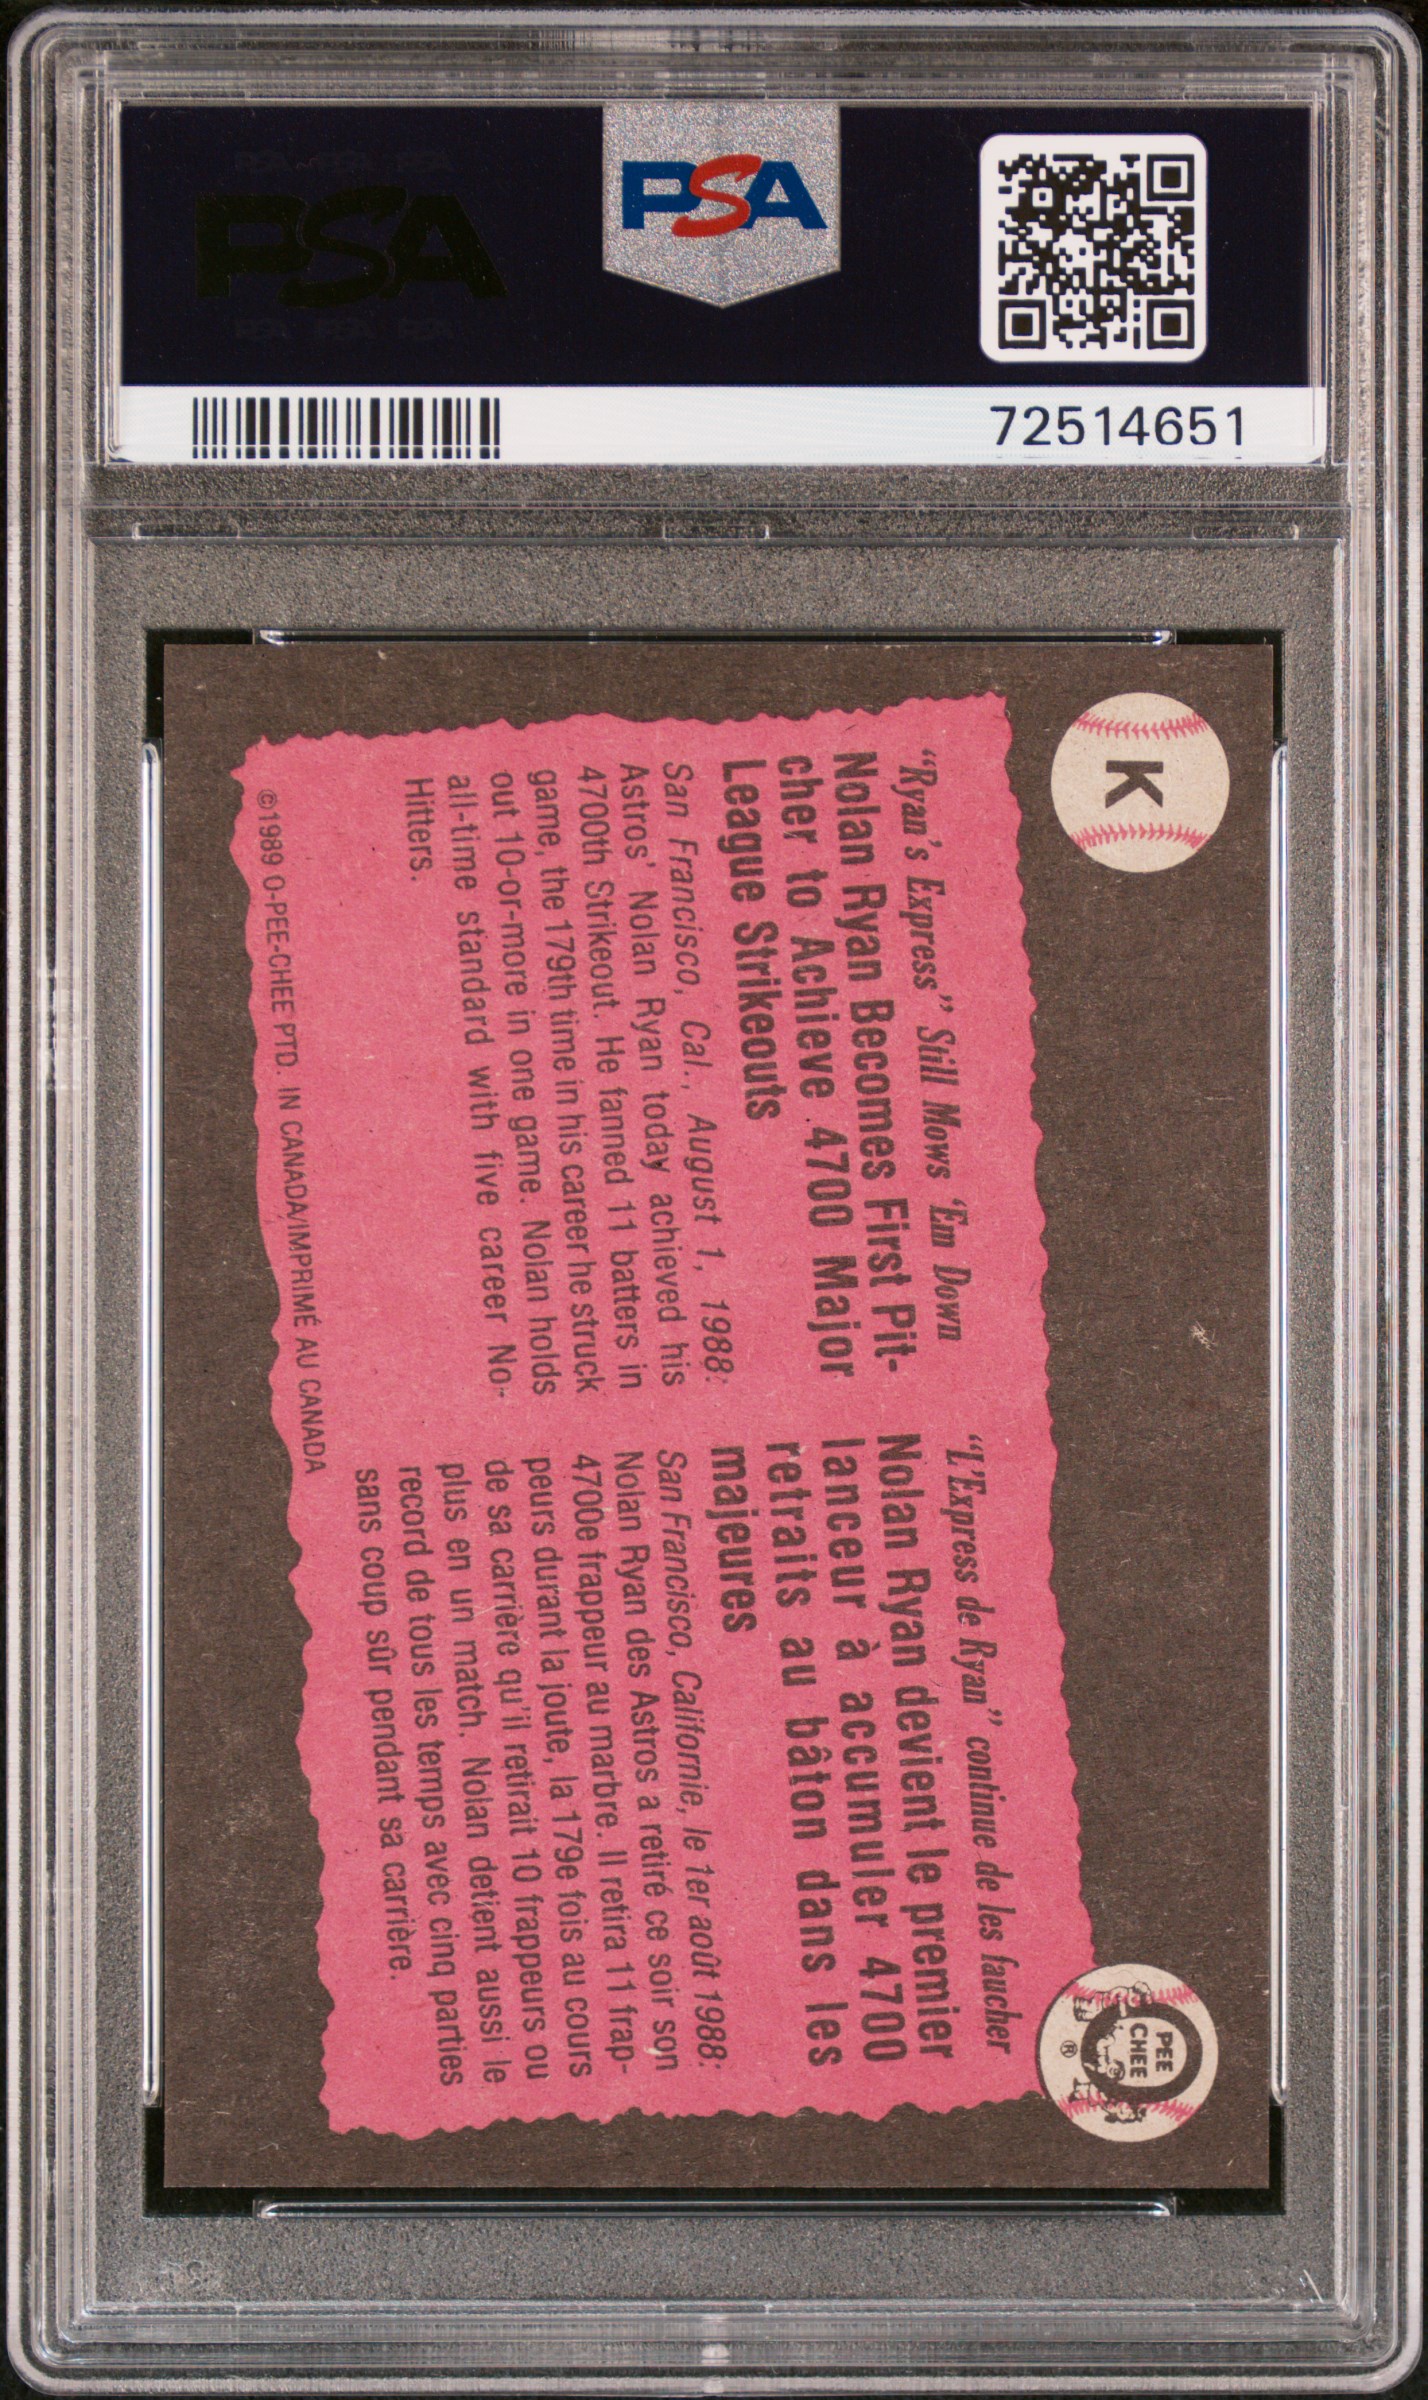 PSA
PSA
72514651
K
"Ryan's Express" Still Mows 'Em Down
Nolan Ryan Becomes First Pit-
cher to Achieve 4700 Major
League Strikeouts
San Francisco, Cal., August 1, 1988:
Astros' Nolan Ryan today achieved his
4700th Strikeout. He fanned 11 batters in
game, the 179th time in his career he struck
out 10-or-more in one game. Nolan holds
all-time standard with five career No-
Hitters.
"L'Express de Ryan" continue de les faucher
Nolan Ryan devient le premier
lanceur à accumuler 4700
retraits au bâton dans les
majeures
San Francisco, Californie, le 1er août 1988:
Nolan Ryan des Astros a retiré ce soir son
4700e frappeur au marbre. Il retira 11 frap-
peurs durant la joute, la 179e fois au cours
de sa carrière qu'il retirait 10 frappeurs ou
plus en un match. Nolan detient aussi le
record de tous les temps avec cinq parties
sans coup sûr pendant sa carrière.
©1989 O-PEE-CHEE PTD. IN CANADA/IMPRIMÉ AU CANADA
O
PEE
CHEE
®